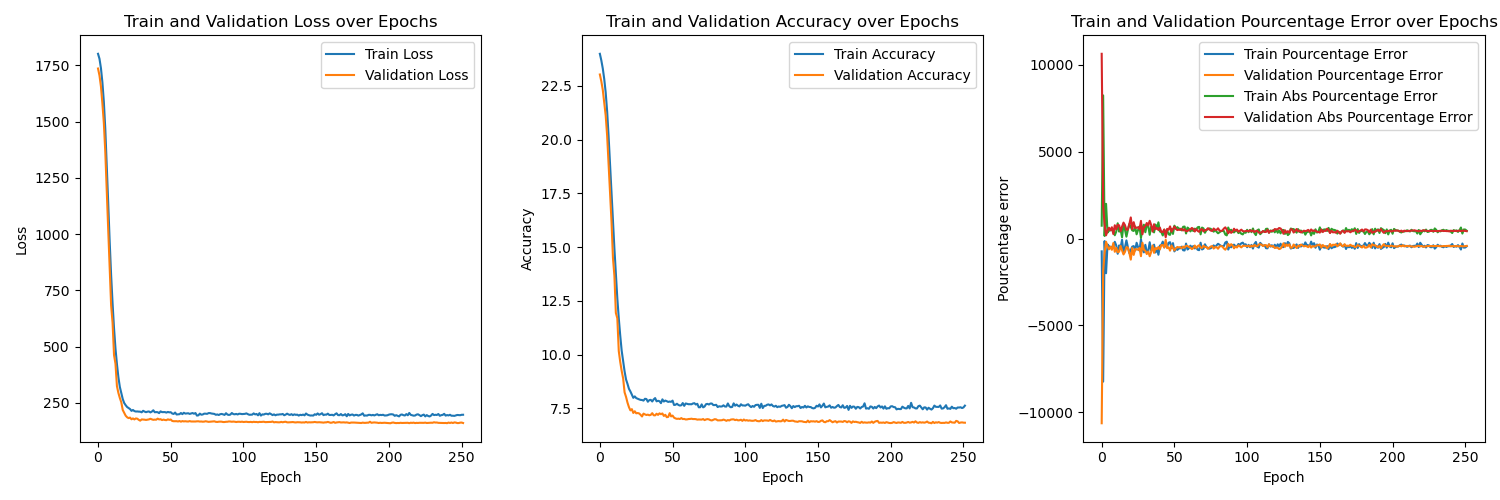 Train and Validation Loss over Epochs
Train Loss
Validation Loss
1750
1500
1250
1000
750
500
250
Loss
0
50
100
150
200
250
Epoch
Train and Validation Accuracy over Epochs
Train Accuracy
Validation Accuracy
22.5
20.0
17.5
15.0
12.5
10.0
7.5
Accuracy
0
50
100
150
200
250
Epoch
Train and Validation Pourcentage Error over Epochs
Train Pourcentage Error
Validation Pourcentage Error
Train Abs Pourcentage Error
Validation Abs Pourcentage Error
10000
5000
0
−5000
−10000
Pourcentage error
0
50
100
150
200
250
Epoch